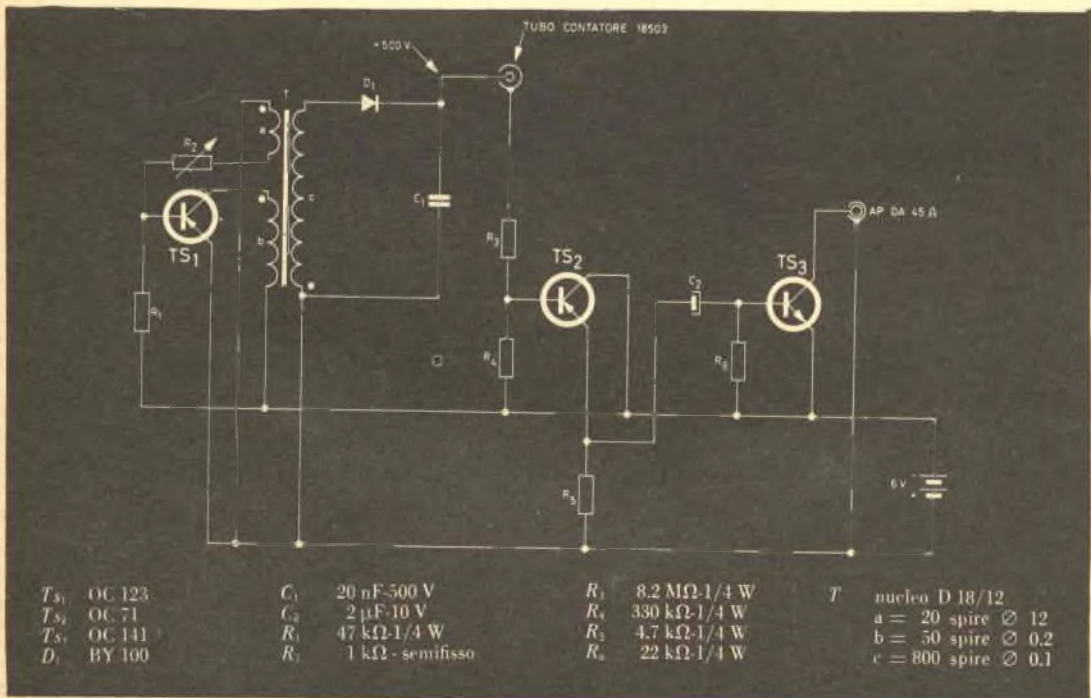 TUBO CONTATORE 18503
+500V
D1
T
a
R2
b
c
C1
TS1
R1
R3
TS2
R4
C2
TS3
AP DA 45 Ω
R6
R5
6V
+
Ts1 OC 123
Ts2 OC 71
OC 141
D1 BY 100
C1 20 nF-500 V
C2 2 µF-10 V
R1 47 kΩ-1/4 W
R2 1 kΩ - semifisso
R3 8.2 MΩ-1/4 W
R4 330 kΩ-1/4 W
R5 4.7 kΩ-1/4 W
R6 22 kΩ-1/4 W
T nucleo D 18/12
a = 20 spire Ø 12
b = 50 spire Ø 0.2
c = 800 spire Ø 0.1